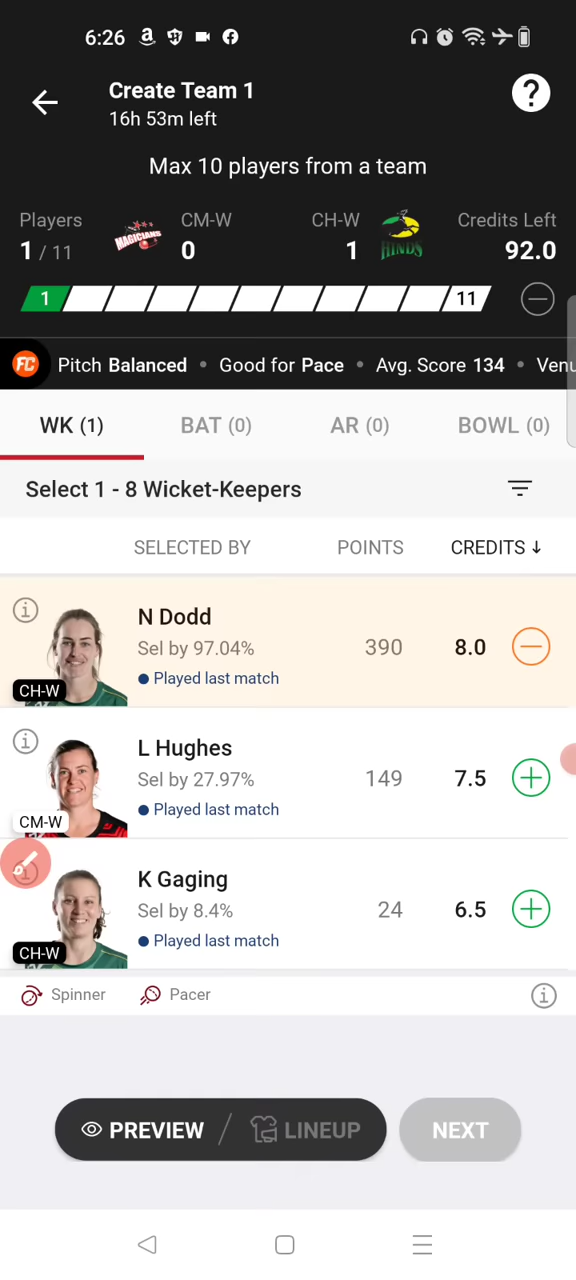 6:26
Create Team 1
16h 53m left
?
Max 10 players from a team
Players
1 / 11
MAGICIANS
CM-W
0
CH-W
1
HINDS
Credits Left
92.0
1
11
FC Pitch Balanced • Good for Pace • Avg. Score 134 • Venu
WK (1) BAT (0) AR (0) BOWL (0)
Select 1 - 8 Wicket-Keepers
SELECTED BY POINTS CREDITS ↓
N Dodd
Sel by 97.04% 390 8.0
Played last match
CH-W
L Hughes
Sel by 27.97% 149 7.5
Played last match
CM-W
K Gaging
Sel by 8.4% 24 6.5
Played last match
CH-W
Spinner Pacer
PREVIEW / LINEUP NEXT